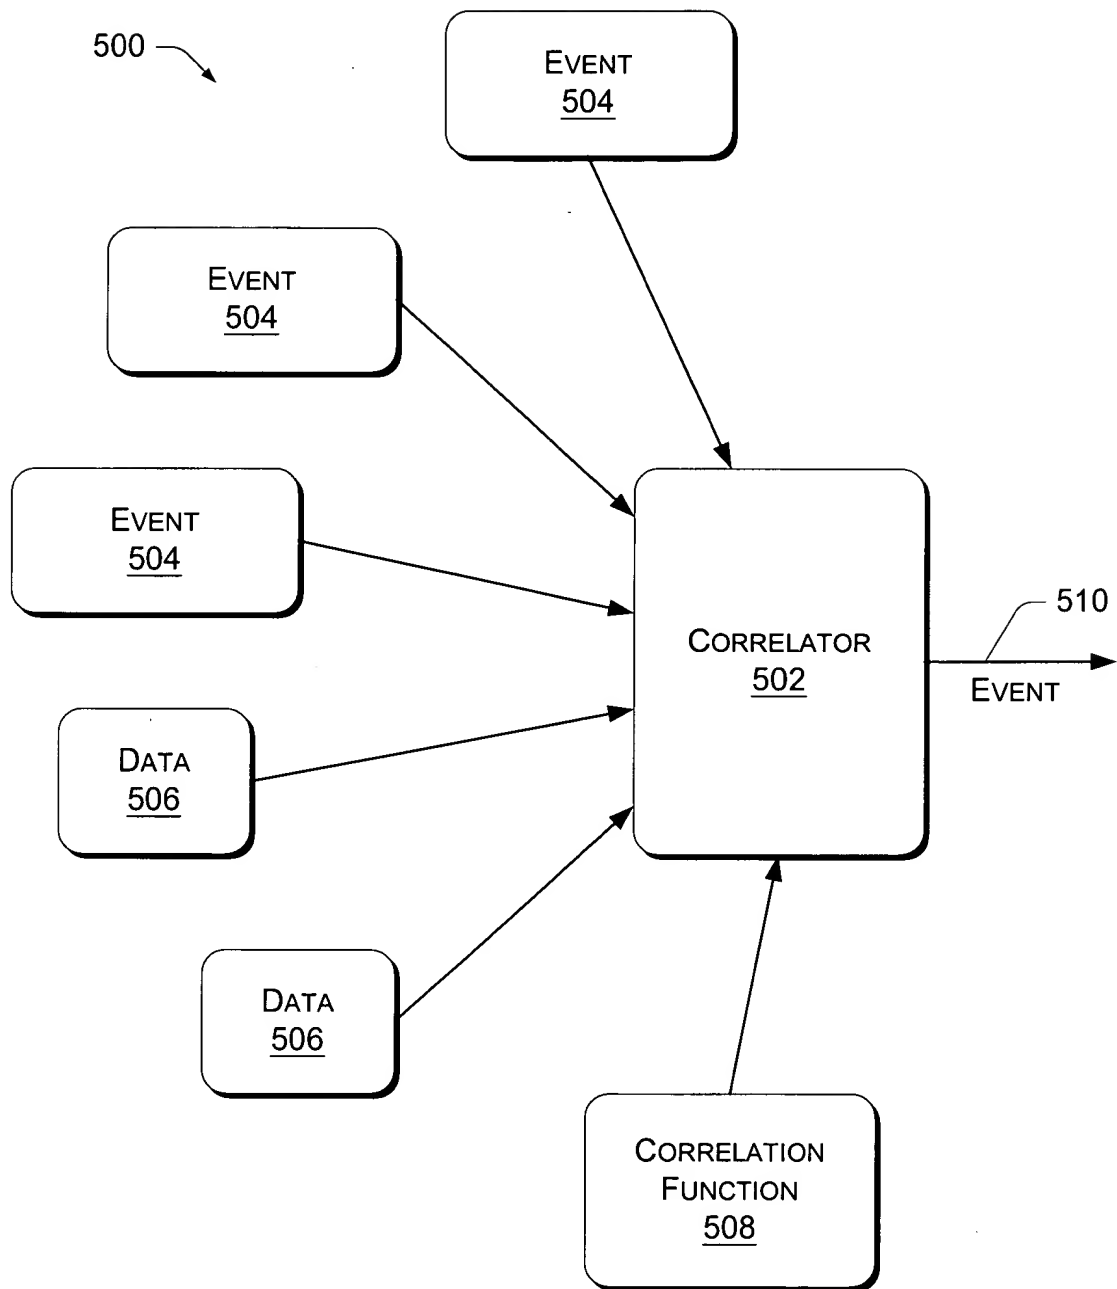 500
EVENT
504
EVENT
504
EVENT
504
510
CORRELATOR
502
EVENT
DATA
506
DATA
506
CORRELATION
FUNCTION
508